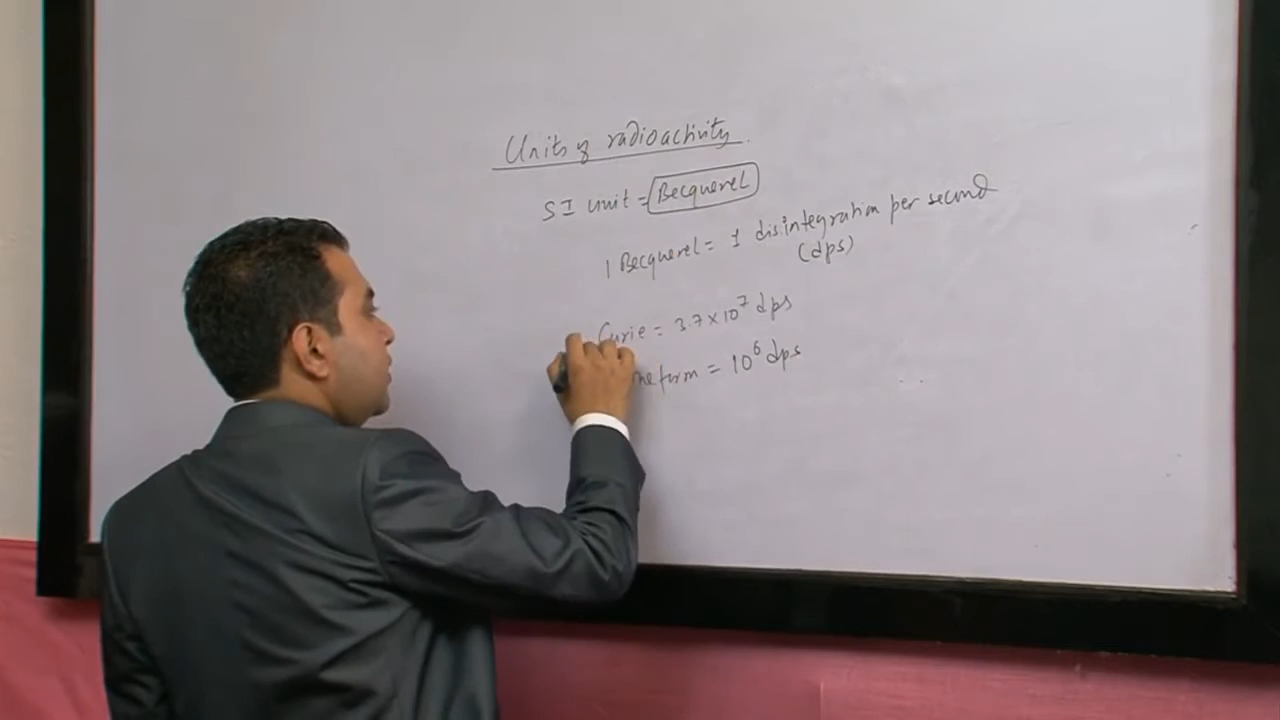 Units of radioactivity.
SI unit = Becquerel
1 Becquerel = 1 disintegration per second
(dps)
Curie = 3.7 × 10⁷ dps
= 10⁶ dps